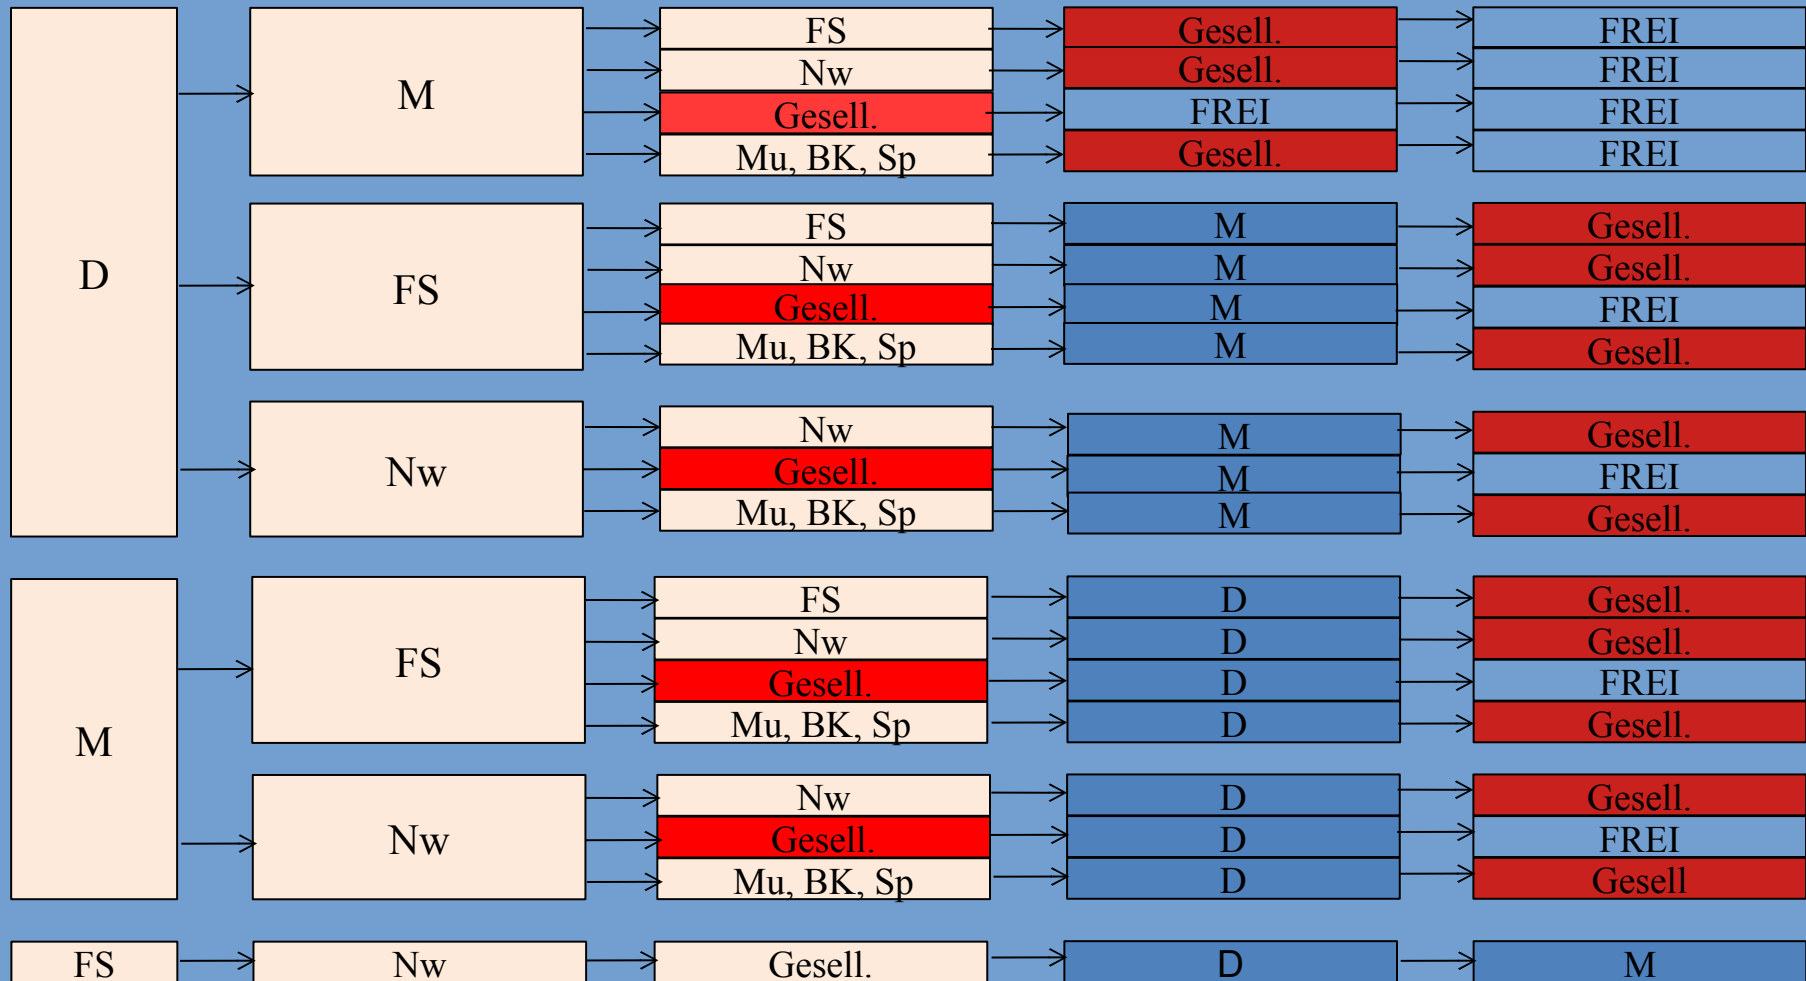 FS Gesell. FREI
Nw Gesell. FREI
M
Gesell. FREI FREI
Mu, BK, Sp Gesell. FREI
FS M Gesell.
Nw M Gesell.
D FS
Gesell. M FREI
Mu, BK, Sp M Gesell.
Nw M Gesell.
Nw Gesell. M FREI
Mu, BK, Sp M Gesell.
FS D Gesell.
Nw D Gesell.
FS
Gesell. D FREI
Mu, BK, Sp D Gesell.
M
Nw D Gesell.
Nw Gesell. D FREI
Mu, BK, Sp D Gesell
FS Nw Gesell. D M